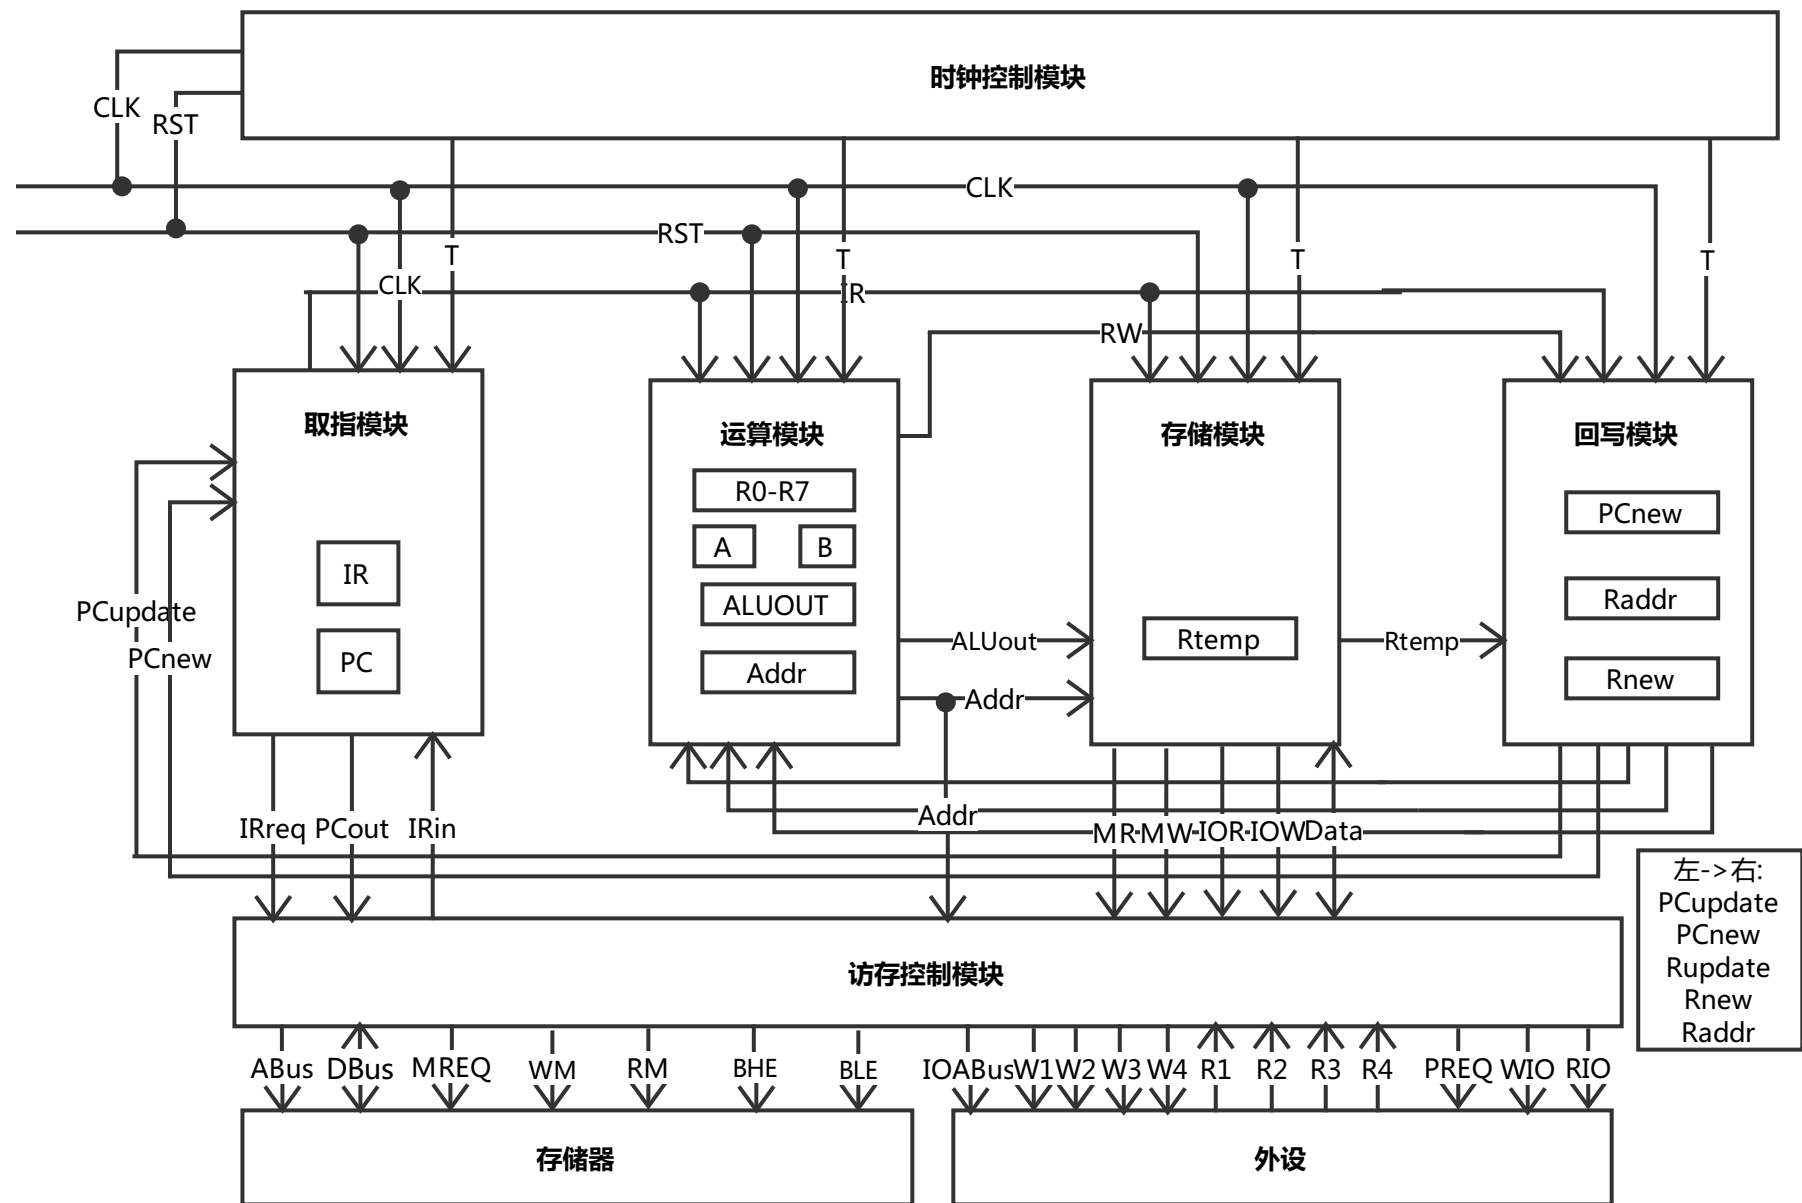 时钟控制模块
CLK
RST
CLK
RST
T
T
T
T
CLK
IR
RW
取指模块
运算模块
存储模块
回写模块
R0-R7
PCnew
A
B
IR
ALUOUT
Raddr
PCupdate
ALUout
Rtemp
Rtemp
PCnew
PC
Addr
Addr
Rnew
IRreq
PCout
IRin
Addr
MR
MW
IOR
IOW
Data
左->右:
PCupdate
PCnew
Rupdate
Rnew
Raddr
访存控制模块
ABus
DBus
MREQ
WM
RM
BHE
BLE
IOABus
W1
W2
W3
W4
R1
R2
R3
R4
PREQ
WIO
RIO
存储器
外设